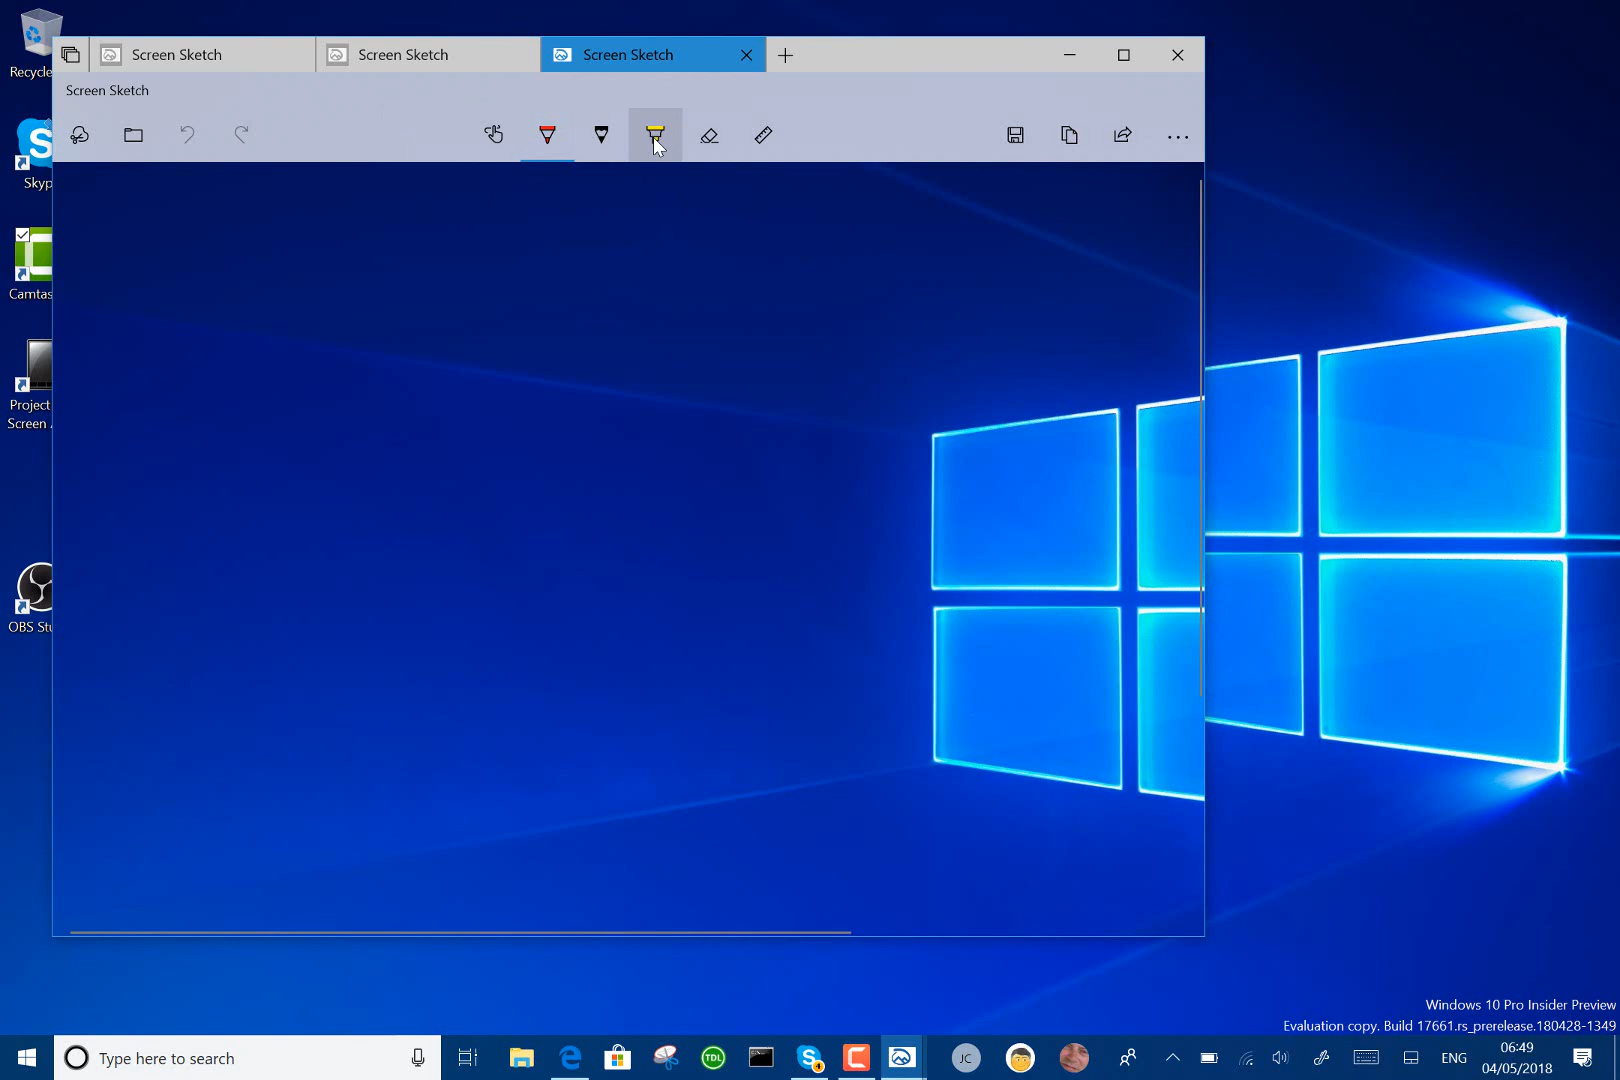 Recycle
Screen Sketch
Screen Sketch
Screen Sketch
Screen Sketch
Skyp
Camtas
Project
Screen
OBS Stu
Windows 10 Pro Insider Preview
Evaluation copy. Build 17661.rs_prerelease.180428-1349
Type here to search
TDL
4
JC
ENG
06:49
04/05/2018